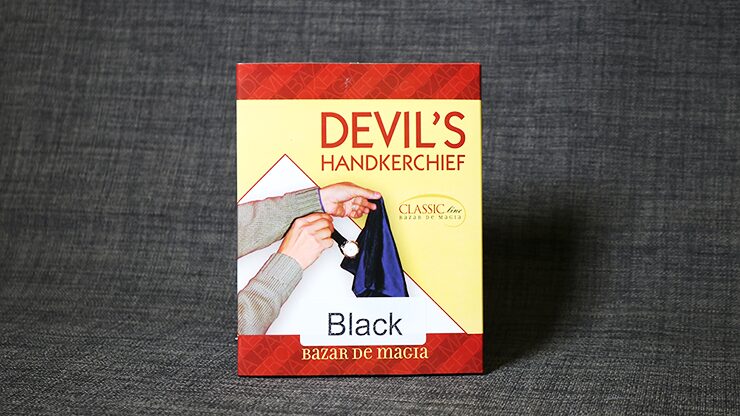 DEVIL'S
HANDKERCHIEF
CLASSIC line
BAZAR DE MAGIA
Black
BAZAR DE MAGIA